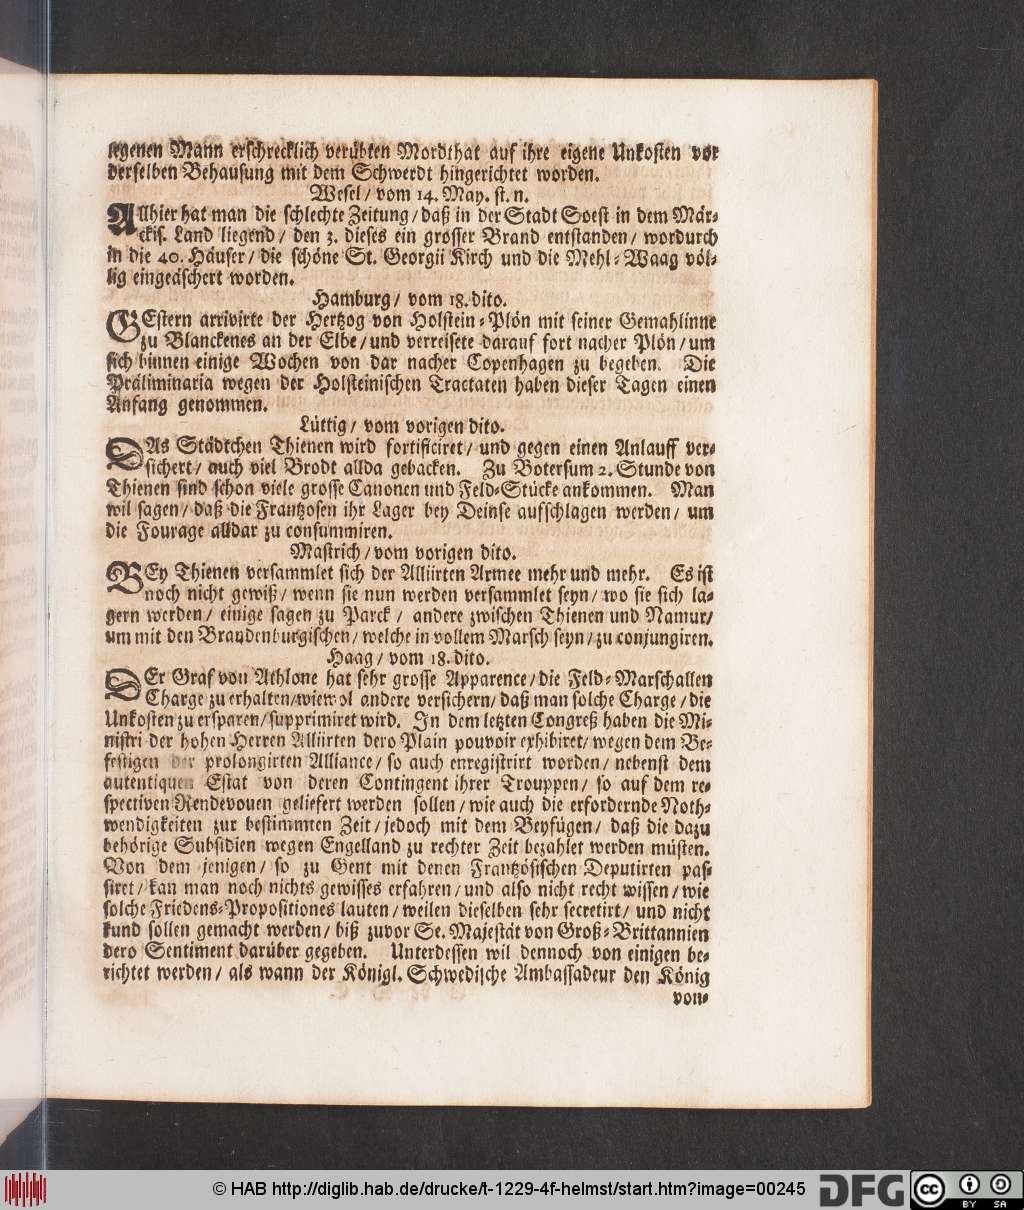 legenen Mann erschrecklich verübten Mordthat auf ihre eigene Unkosten vor
derselben Behausung mit dem Schwerdt hingerichtet worden.
Wesel / vom 14. May. st. n.
Allhier hat man die schlechte Zeitung / daß in der Stadt Soest in dem Mär-
ckis. Land liegend / den 3. dieses ein grosser Brand entstanden / wordurch
in die 40. Häuser / die schöne St. Georgii Kirch und die Mehl-Waag völ-
lig eingeäschert worden.
Hamburg / vom 18. dito.
GEstern arrivirte der Hertzog von Holstein-Plön mit seiner Gemahlinne
zu Blanckenes an der Elbe / und verreisete darauf fort nacher Plön / um
sich binnen einige Wochen von dar nacher Copenhagen zu begeben. Die
Präliminaria wegen der Holsteinischen Tractaten haben dieser Tagen einen
Anfang genommen.
Lüttig / vom vorigen dito.
DAs Städtchen Thienen wird fortificiret / und gegen einen Anlauff ver-
sichert / auch viel Brodt allda gebacken. Zu Botersum 2. Stunde von
Thienen sind schon viele grosse Canonen und Feld-Stücke ankommen. Man
wil sagen / daß die Frantzosen ihr Lager bey Deinse aufschlagen werden / um
die Fourage alldar zu consummiren.
Mastrich / vom vorigen dito.
BEy Thienen versammlet sich der Alliirten Armee mehr und mehr. Es ist
noch nicht gewiß / wenn sie nun werden versammlet seyn / wo sie sich la-
gern werden / einige sagen zu Parck / andere zwischen Thienen und Namur /
um mit den Brandenburgischen / welche in vollem Marsch seyn / zu conjungiren.
Haag / vom 18. dito.
DEr Graf von Athlone hat sehr grosse Apparence / die Feld-Marschallen
Charge zu erhalten / wiewol andere versichern / daß man solche Charge / die
Unkosten zu ersparen / supprimiret wird. In dem letzten Congreß haben die Mi-
nistri der hohen Herren Alliirten dero Plain pouvoir exhibiret / wegen dem Be-
festigen der prolongirten Alliance / so auch enregistrirt worden / nebenst dem
autentiquen Estat von deren Contingent ihrer Trouppen / so auf dem re-
spectiven Rendevouen geliefert werden sollen / wie auch die erfordernde Noth-
wendigkeiten zur bestimmten Zeit / jedoch mit dem Beyfügen / daß die dazu
behörige Subsidien wegen Engelland zu rechter Zeit bezahlet werden müsten.
Von dem jenigen / so zu Gent mit denen Frantzösischen Deputirten pas-
siret / kan man noch nichts gewisses erfahren / und also nicht recht wissen / wie
solche Friedens-Propositiones lauten / weilen dieselben sehr secretirt / und nicht
kund sollen gemacht werden / biß zuvor Se. Majestät von Groß-Brittannien
dero Sentiment darüber gegeben. Unterdessen wil dennoch von einigen be-
richtet werden / als wann der Königl. Schwedische Ambassadeur den König
von-
© HAB http://diglib.hab.de/drucke/t-1229-4f-helmst/start.htm?image=00245
DFG
cc BY SA